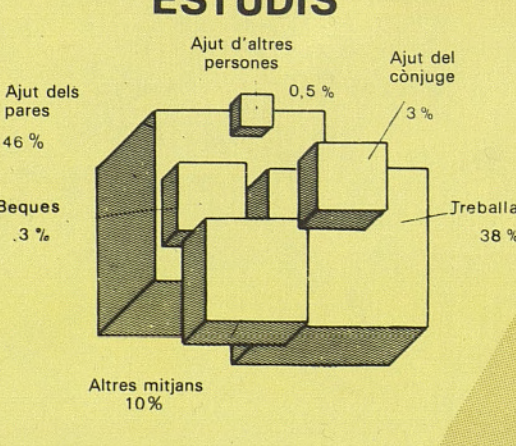 ESTUDIS
Ajut d'altres
persones
0,5 %
Ajut del
cònjuge
3 %
Ajut dels
pares
46 %
Beques
.3 %
Treballa
38 %
Altres mitjans
10%